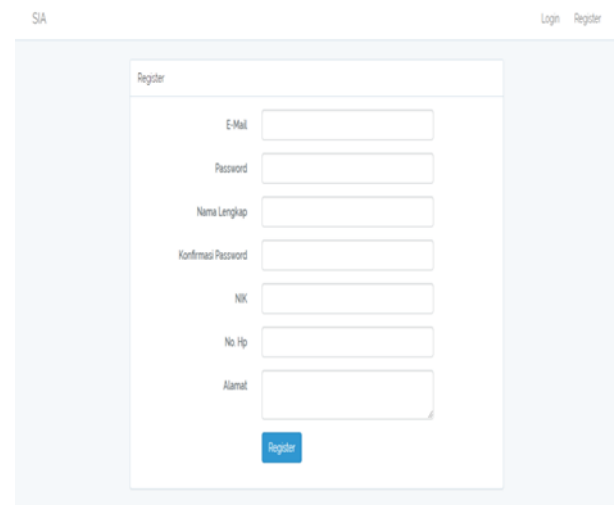 SIA Login Register
Register
E-Mail
Password
Nama Lengkap
Konfirmasi Password
NIK
No. Hp
Alamat
Register